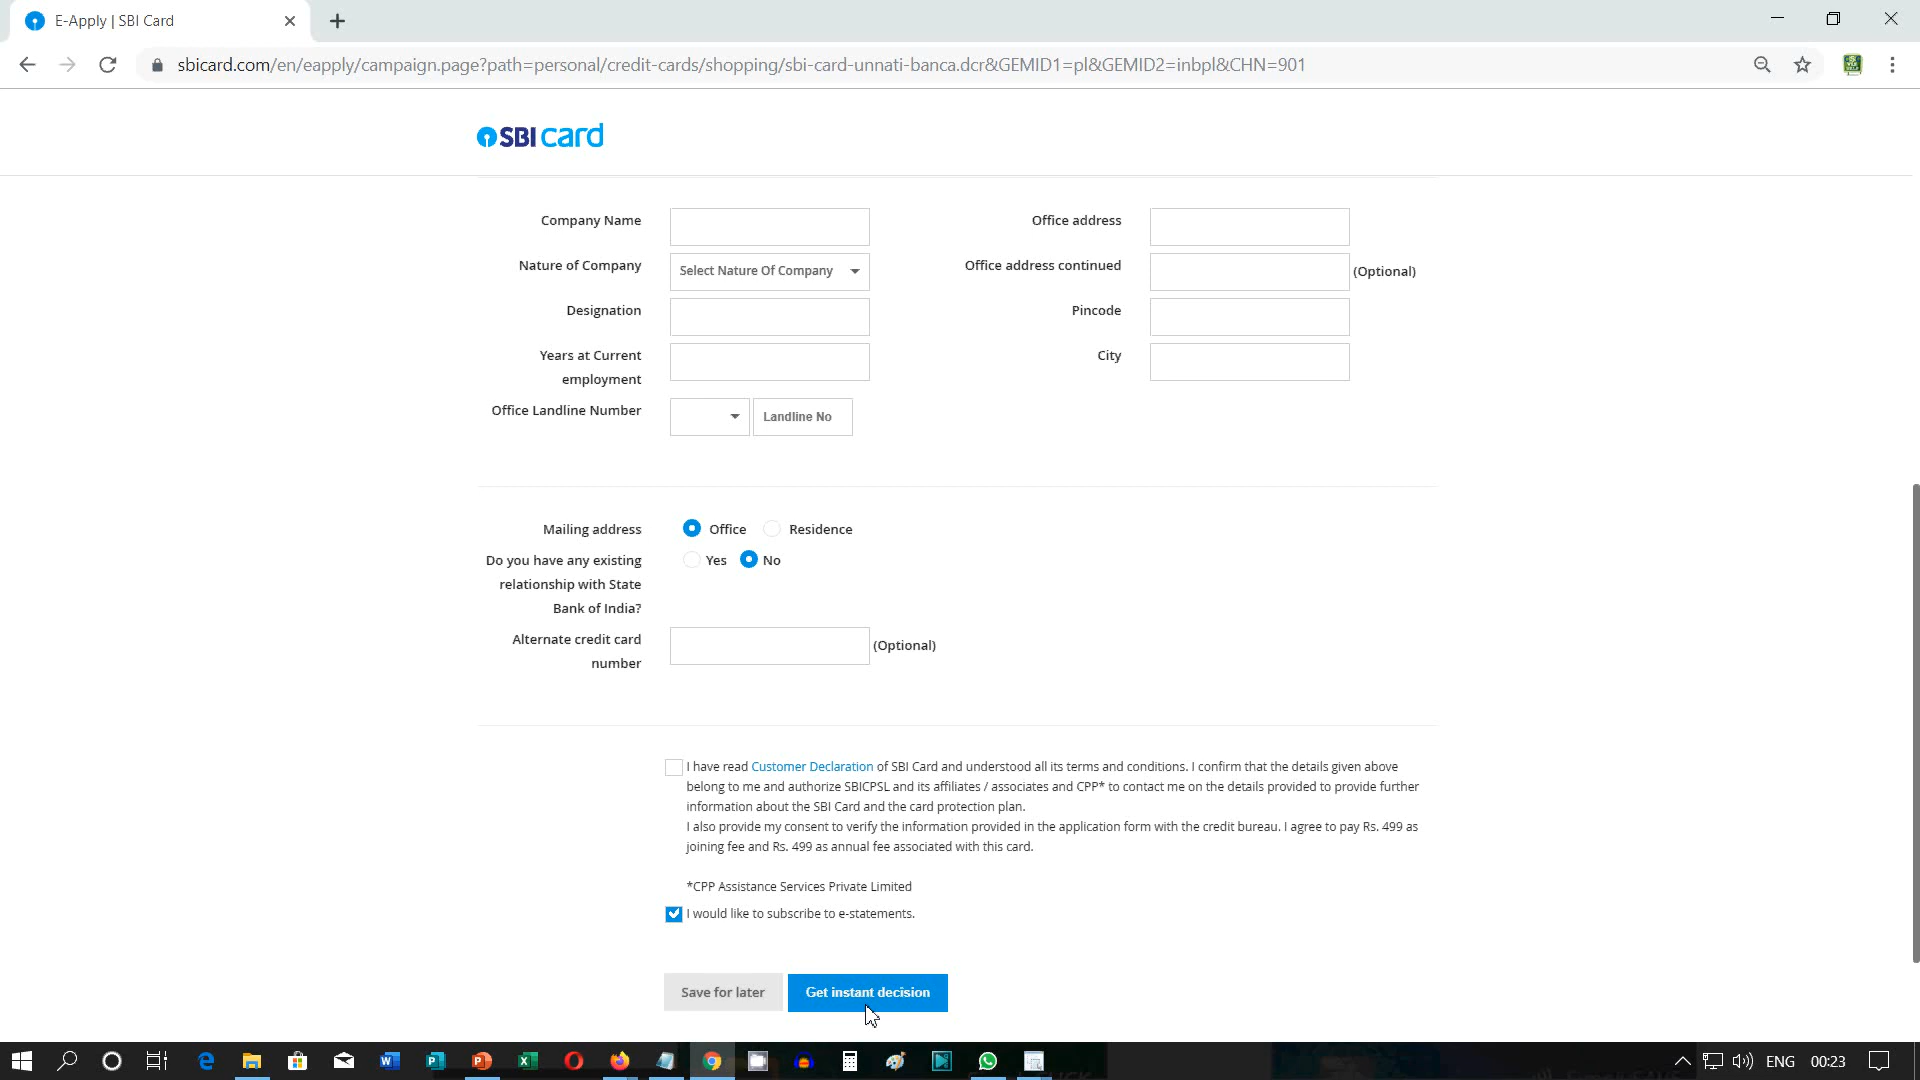 E-Apply | SBI Card
sbicard.com/en/eapply/campaign.page?path=personal/credit-cards/shopping/sbi-card-unnati-banca.dcr&GEMID1=pl&GEMID2=inbpl&CHN=901
SBI card
Company Name
Office address
Nature of Company
Select Nature Of Company
Office address continued
(Optional)
Designation
Pincode
Years at Current
employment
City
Office Landline Number
Landline No
Mailing address
Office
Residence
Do you have any existing
relationship with State
Bank of India?
Yes
No
Alternate credit card
number
(Optional)
I have read Customer Declaration of SBI Card and understood all its terms and conditions. I confirm that the details given above
belong to me and authorize SBICPSL and its affiliates / associates and CPP* to contact me on the details provided to provide further
information about the SBI Card and the card protection plan.
I also provide my consent to verify the information provided in the application form with the credit bureau. I agree to pay Rs. 499 as
joining fee and Rs. 499 as annual fee associated with this card.
*CPP Assistance Services Private Limited
I would like to subscribe to e-statements.
Save for later
Get instant decision
ENG
00:23